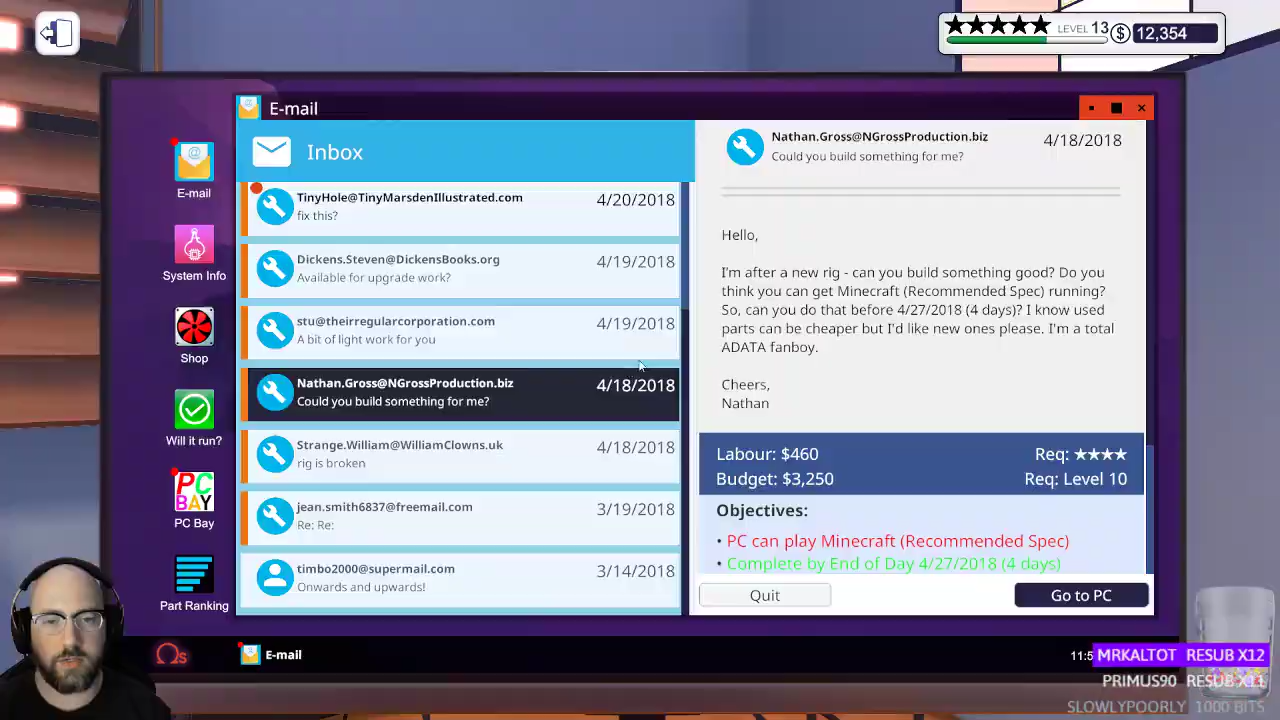 LEVEL 13
$ 12,354
E-mail
Inbox
E-mail
System Info
Shop
Will it run?
PC BAY
PC Bay
Part Ranking
TinyHole@TinyMarsdenIllustrated.com 4/20/2018
fix this?
Dickens.Steven@DickensBooks.org 4/19/2018
Available for upgrade work?
stu@theirregularcorporation.com 4/19/2018
A bit of light work for you
Nathan.Gross@NGrossProduction.biz 4/18/2018
Could you build something for me?
Strange.William@WilliamClowns.uk 4/18/2018
rig is broken
jean.smith6837@freemail.com 3/19/2018
Re: Re:
timbo2000@supermail.com 3/14/2018
Onwards and upwards!
Nathan.Gross@NGrossProduction.biz 4/18/2018
Could you build something for me?
Hello,
I'm after a new rig - can you build something good? Do you
think you can get Minecraft (Recommended Spec) running?
So, can you do that before 4/27/2018 (4 days)? I know used
parts can be cheaper but I'd like new ones please. I'm a total
ADATA fanboy.
Cheers,
Nathan
Labour: $460 Req: ★★★★
Budget: $3,250 Req: Level 10
Objectives:
• PC can play Minecraft (Recommended Spec)
• Complete by End of Day 4/27/2018 (4 days)
Quit
Go to PC
Ωs
E-mail
11:5
MRKALTOT RESUB X12
PRIMUS90 RESUB X11
SLOWLYPOORLY 1000 BITS